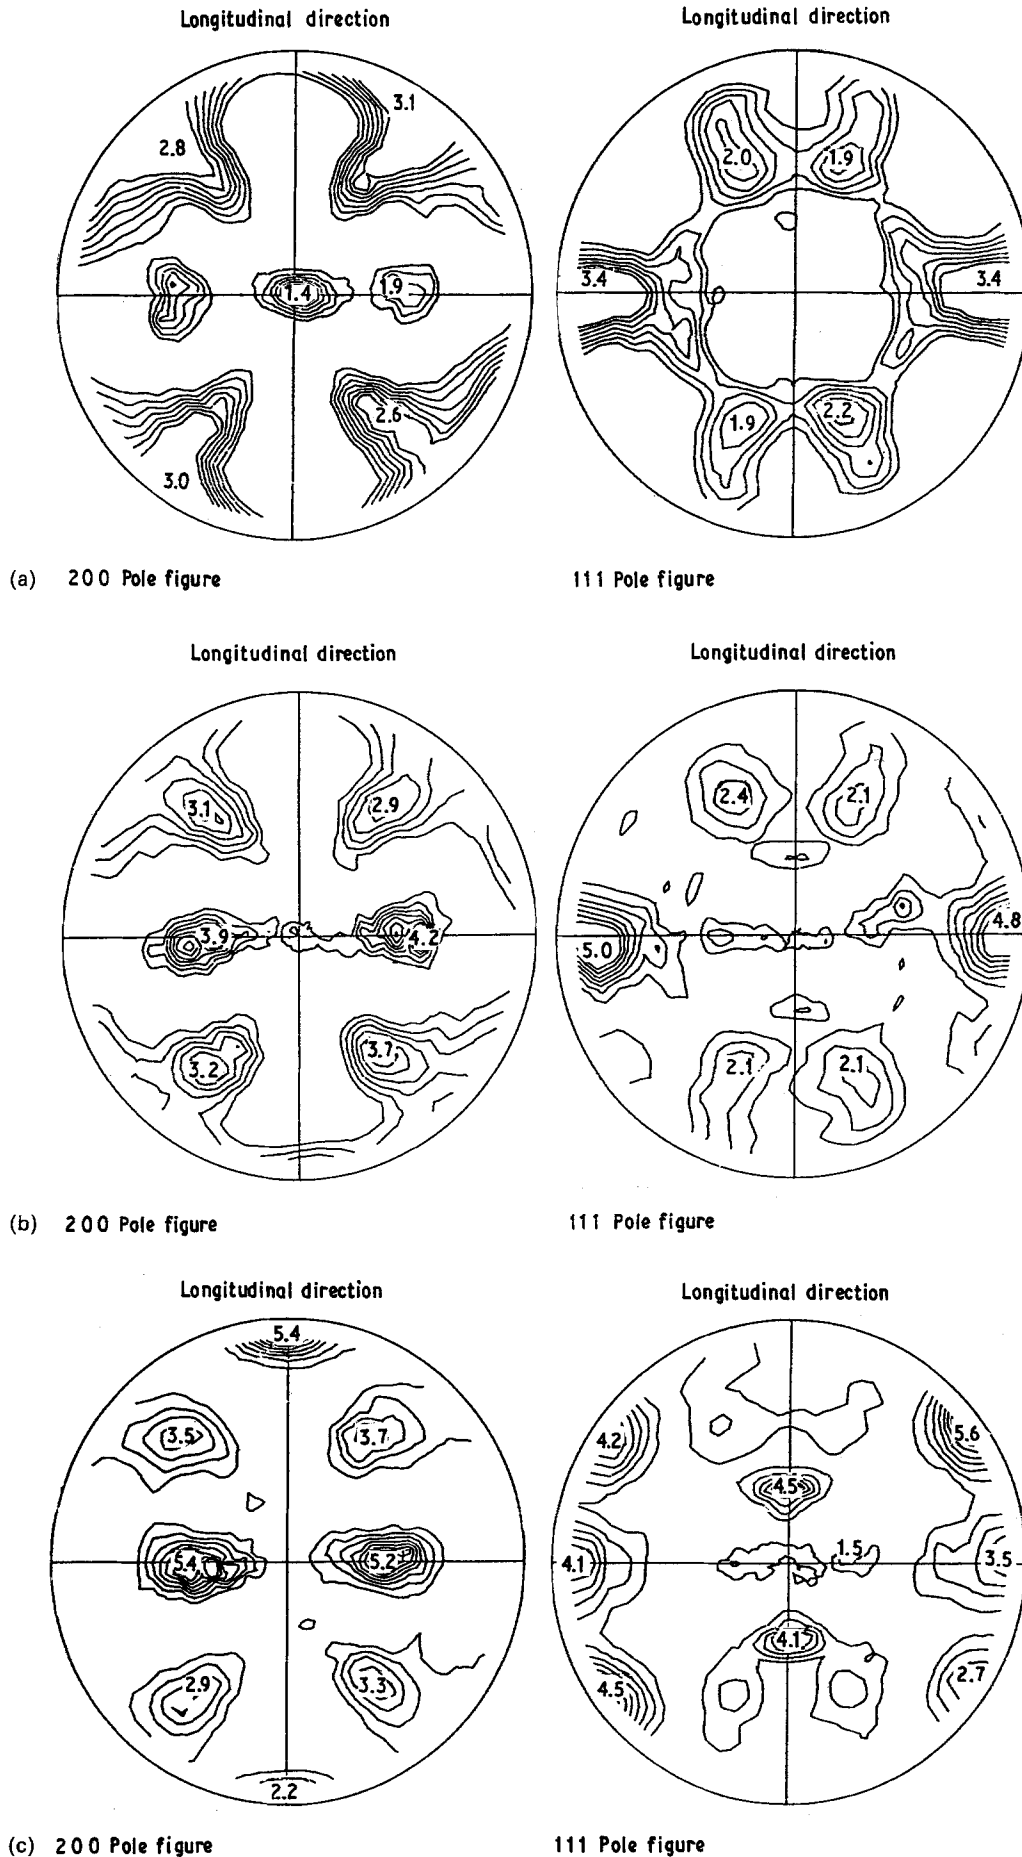 Longitudinal direction Longitudinal direction
3.1
2.8
2.0 1.9
3.4 3.4
1.4 1.9
2.6
1.9 2.2
3.0
(a) 200 Pole figure 111 Pole figure
Longitudinal direction Longitudinal direction
3.1 2.9 2.4 2.1
3.9 4.2 5.0 4.8
3.2 3.7 2.1 2.1
(b) 200 Pole figure 111 Pole figure
Longitudinal direction Longitudinal direction
5.4
3.5 3.7 4.2 5.6
4.5
5.4 5.2 4.1 1.5 3.5
4.1
2.9 3.3 4.5 2.7
2.2
(c) 200 Pole figure 111 Pole figure